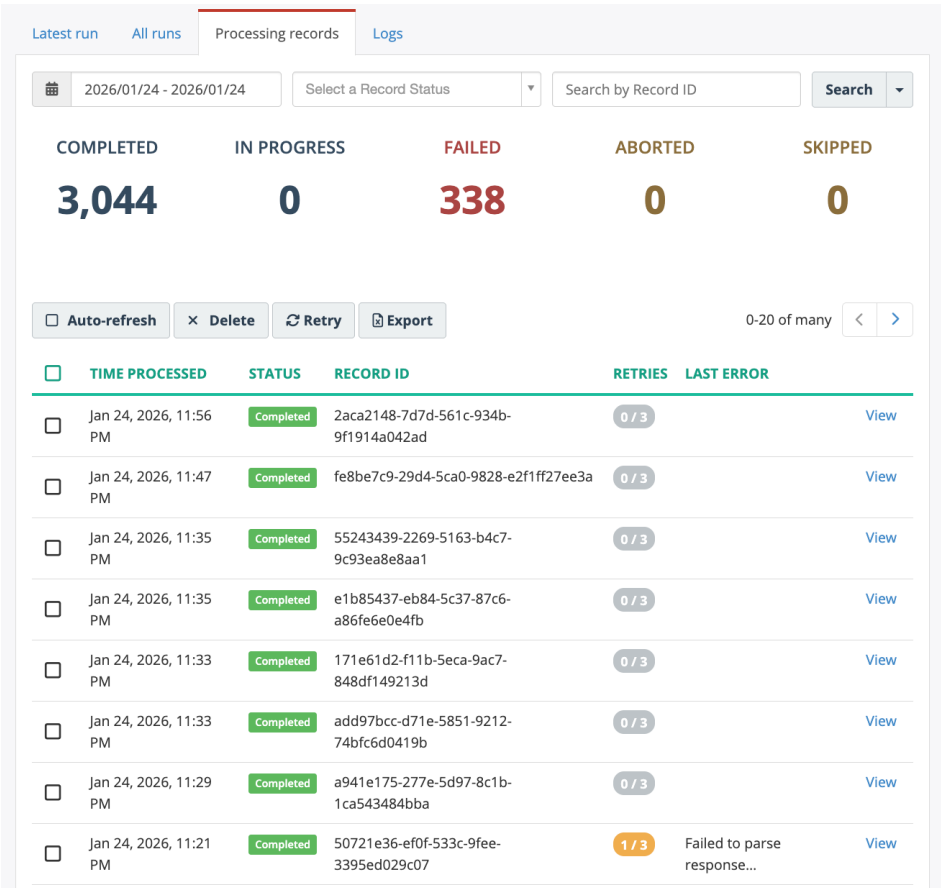 Latest run All runs Processing records Logs
2026/01/24 - 2026/01/24 Select a Record Status Search by Record ID Search
COMPLETED IN PROGRESS FAILED ABORTED SKIPPED
3,044 0 338 0 0
Auto-refresh Delete Retry Export 0-20 of many
TIME PROCESSED STATUS RECORD ID RETRIES LAST ERROR
Jan 24, 2026, 11:56 Completed 2aca2148-7d7d-561c-934b- 0 / 3 View
PM 9f1914a042ad
Jan 24, 2026, 11:47 Completed fe8be7c9-29d4-5ca0-9828-e2f1ff27ee3a 0 / 3 View
PM
Jan 24, 2026, 11:35 Completed 55243439-2269-5163-b4c7- 0 / 3 View
PM 9c93ea8e8aa1
Jan 24, 2026, 11:35 Completed e1b85437-eb84-5c37-87c6- 0 / 3 View
PM a86fe6e0e4fb
Jan 24, 2026, 11:33 Completed 171e61d2-f11b-5eca-9ac7- 0 / 3 View
PM 848df149213d
Jan 24, 2026, 11:33 Completed add97bcc-d71e-5851-9212- 0 / 3 View
PM 74bfc6d0419b
Jan 24, 2026, 11:29 Completed a941e175-277e-5d97-8c1b- 0 / 3 View
PM 1ca543484bba
Jan 24, 2026, 11:21 Completed 50721e36-ef0f-533c-9fee- 1 / 3 Failed to parse View
PM 3395ed029c07 response...